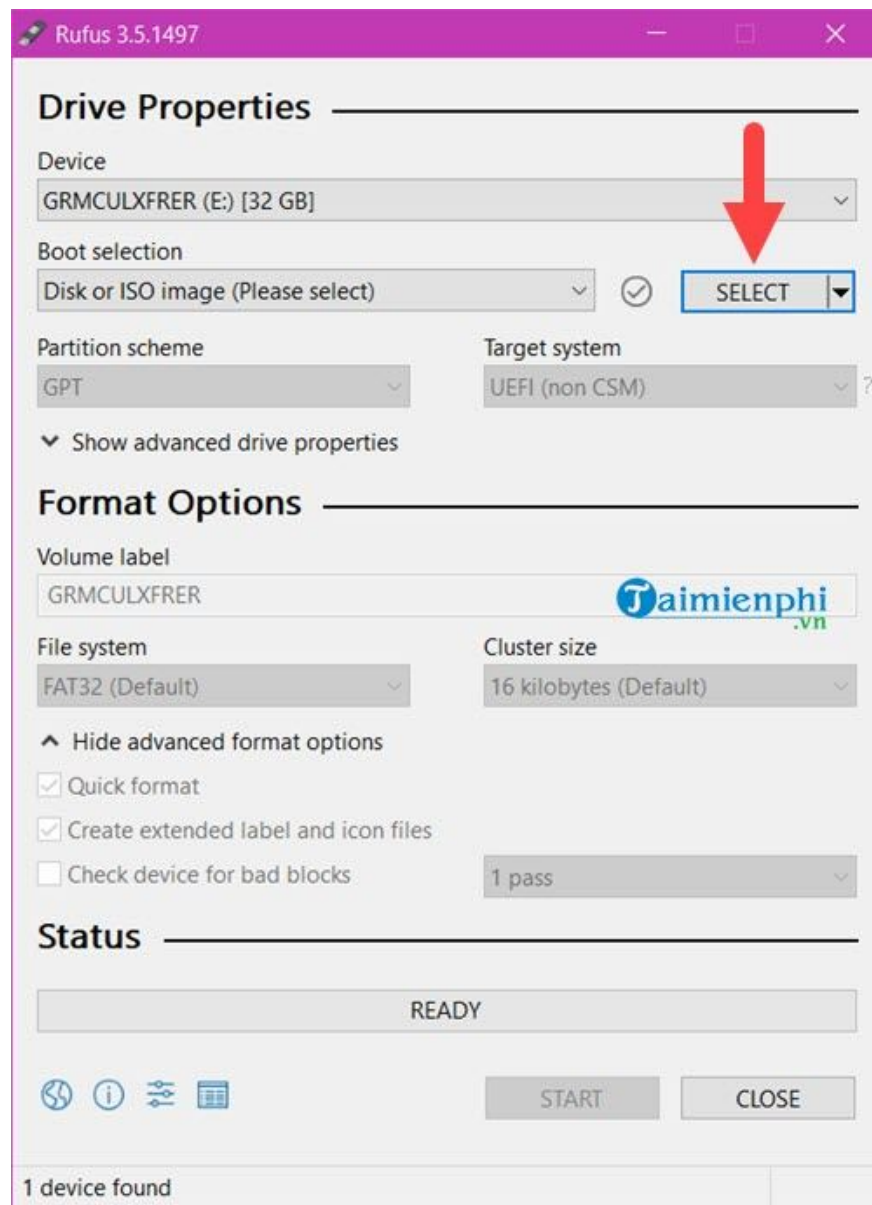 Rufus 3.5.1497
Drive Properties
Device
GRMCULXFRER (E:) [32 GB]
Boot selection
Disk or ISO image (Please select)
SELECT
Partition scheme
Target system
GPT
UEFI (non CSM)
?
Show advanced drive properties
Format Options
Volume label
GRMCULXFRER
Taimienphi
.vn
File system
Cluster size
FAT32 (Default)
16 kilobytes (Default)
Hide advanced format options
Quick format
Create extended label and icon files
Check device for bad blocks
1 pass
Status
READY
START
CLOSE
1 device found